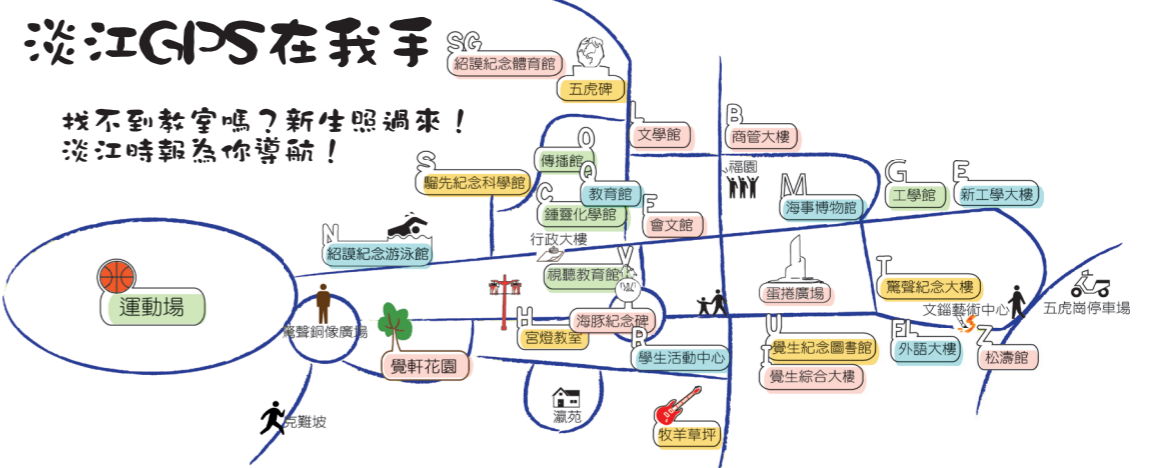 淡江GPS在我手
找不到教室嗎？新生照過來！
淡江時報為你導航！
SG
紹謨紀念體育館
五虎碑
L
文學館
B
商管大樓
福園
O
傳播館
Q
教育館
S
騮先紀念科學館
C
鍾靈化學館
F
會文館
M
海事博物館
G
工學館
E
新工學大樓
N
紹謨紀念游泳館
行政大樓
V
視聽教育館
蛋捲廣場
T
驚聲紀念大樓
文錙藝術中心
五虎崗停車場
運動場
驚聲銅像廣場
H
宮燈教室
海豚紀念碑
R
學生活動中心
U
覺生紀念圖書館
I
覺生綜合大樓
FL
外語大樓
Z
松濤館
覺軒花園
瀛苑
克難坡
牧羊草坪